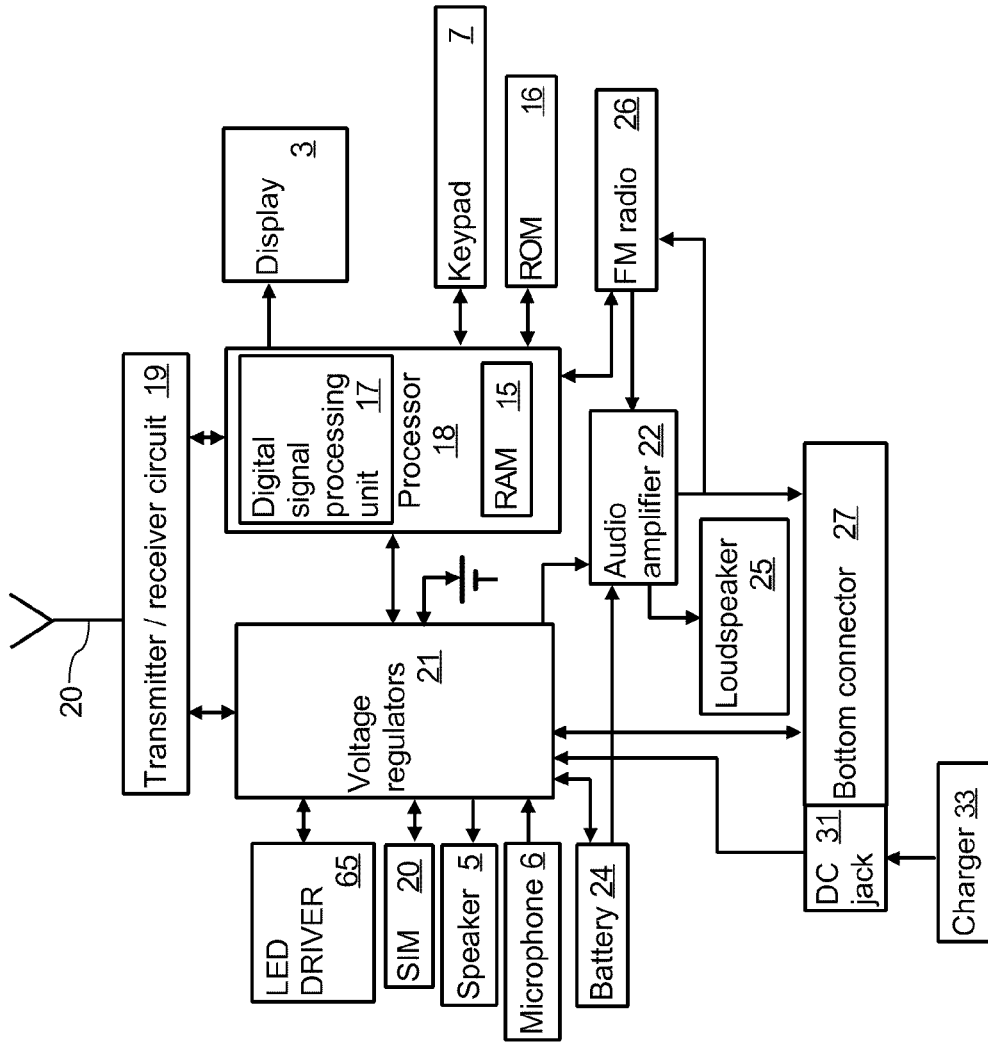 20
Transmitter / receiver circuit 19
LED
DRIVER
65
SIM 20
Speaker 5
Microphone 6
Battery 24
Voltage
regulators
21
Digital
signal
processing
unit 17
Processor
18
RAM 15
Display
3
Keypad 7
ROM 16
FM radio 26
Audio
amplifier 22
Loudspeaker
25
DC 31
jack
Bottom connector 27
Charger 33